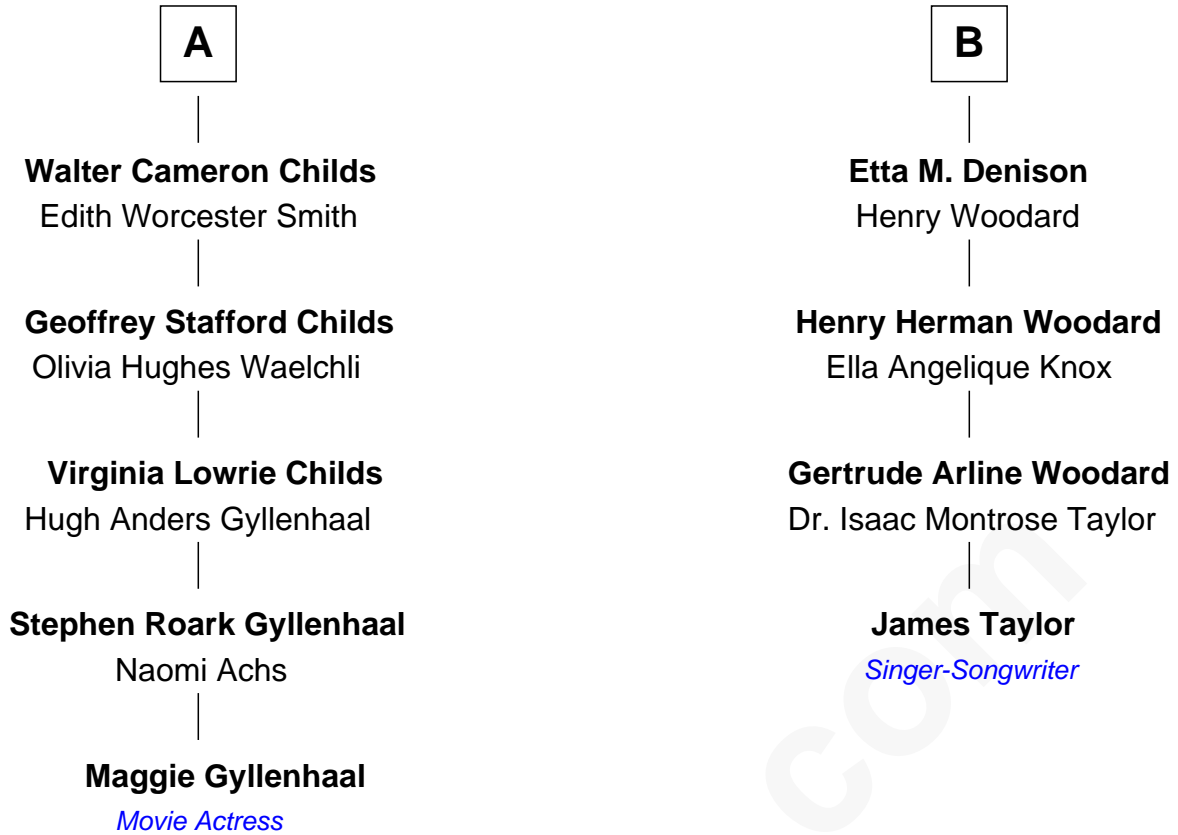 A
Walter Cameron Childs
Edith Worcester Smith
Geoffrey Stafford Childs
Olivia Hughes Waelchli
Virginia Lowrie Childs
Hugh Anders Gyllenhaal
Stephen Roark Gyllenhaal
Naomi Achs
Maggie Gyllenhaal
Movie Actress
B
Etta M. Denison
Henry Woodard
Henry Herman Woodard
Ella Angelique Knox
Gertrude Arline Woodard
Dr. Isaac Montrose Taylor
James Taylor
Singer-Songwriter
com